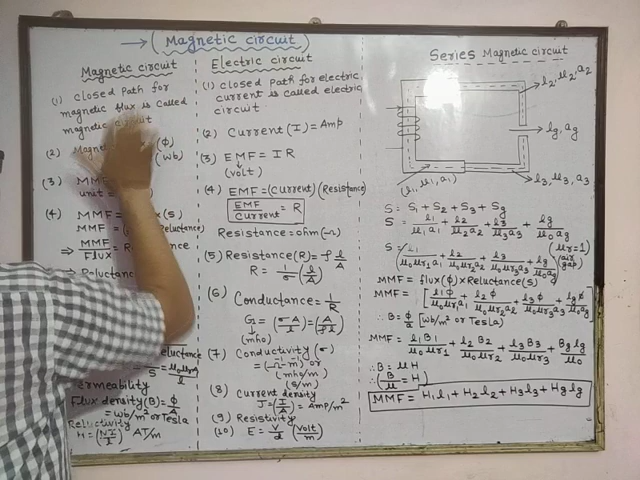 → (Magnetic circuit)
Magnetic circuit
(1) closed path for
magnetic flux is called
magnetic circuit
(2) (Φ)
(wb)
(3) MM
unit =
(4) MMF = x(s)
MMF =
⇒ MMF/Flux =
⇒ Reluctance
Reluctance
Flux density (B) = Φ/A
= wb/m² or Tesla
H = (NI/l) AT/m
Electric circuit
(1) closed path for electric
current is called electric
circuit
(2) Current (I) = Amp
(3) EMF = IR
↓
(volt)
(4) EMF = (Current) (Resistance)
EMF/Current = R
Resistance = ohm (Ω)
(5) Resistance (R) = ρ l/A
R = 1/σ (l/A)
(6) Conductance = 1/R
G = (σA/l) = (A/ρl)
↓
(mho)
(7) Conductivity (σ)
= (Ω⁻¹-m⁻¹) or
(mho/m)
(s/m)
(8) Current density
J = (I/A) = Amp/m²
(9) Resistivity
(10) E = V/d (volt/m)
Series Magnetic circuit
l₂, μ₂, a₂
lg, ag
(l₁, μ₁, a₁)
l₃, μ₃, a₃
S = S₁ + S₂ + S₃ + Sg
S = l₁/μ₁a₁ + l₂/μ₂a₂ + l₃/μ₃a₃ + lg/μ₀ag
(μr=1)
S = (l₁/μ₀μr₁a₁ + l₂/μ₀μr₂a₂ + l₃/μ₀μr₃a₃ + lg/μ₀ag) (air gap)
MMF = flux(Φ) x Reluctance(s)
MMF = [l₁Φ/μ₀μr₁a₁ + l₂Φ/μ₀μr₂a₂ + l₃Φ/μ₀μr₃a₃ + lgΦ/μ₀ag]
∴ B = Φ/a [wb/m² or Tesla]
MMF = l₁B₁/μ₀μr₁ + l₂B₂/μ₀μr₂ + l₃B₃/μ₀μr₃ + Bglg/μ₀
∴ B = μH
∴ (B/μ = H)
MMF = H₁l₁ + H₂l₂ + H₃l₃ + Hglg